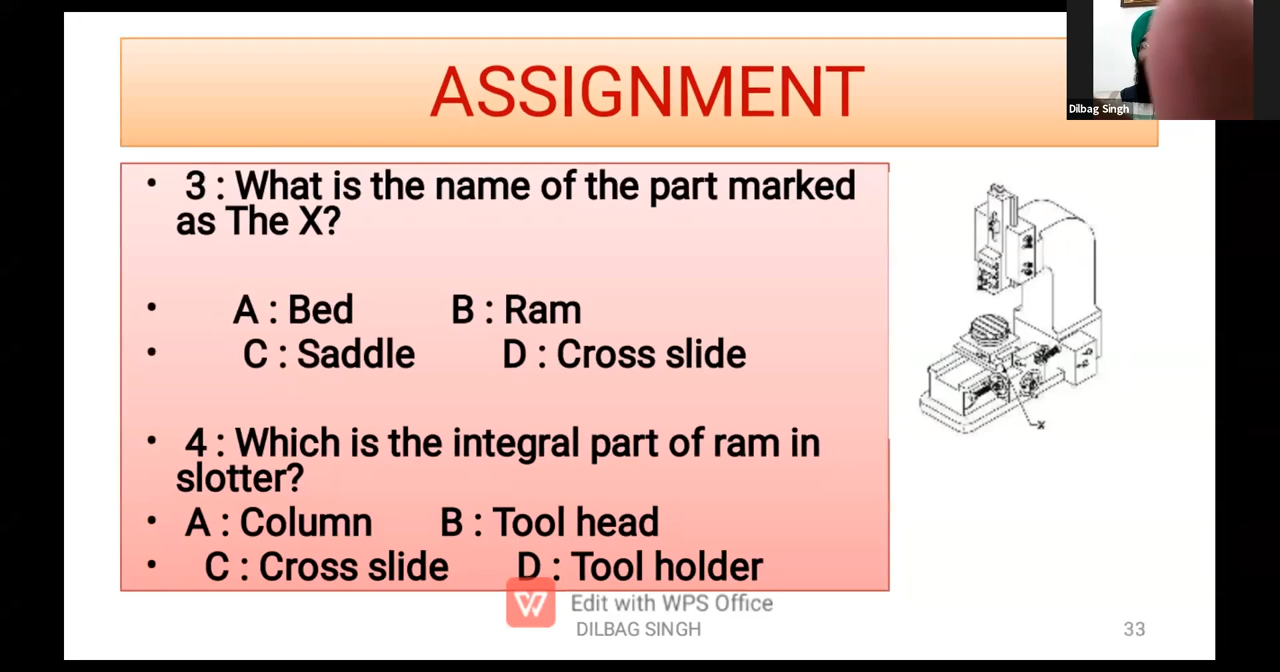 ASSIGNMENT
Dilbag Singh
• 3 : What is the name of the part marked
as The X?
• A : Bed B : Ram
• C : Saddle D : Cross slide
• 4 : Which is the integral part of ram in
slotter?
• A : Column B : Tool head
• C : Cross slide D : Tool holder
X
Edit with WPS Office
DILBAG SINGH
33